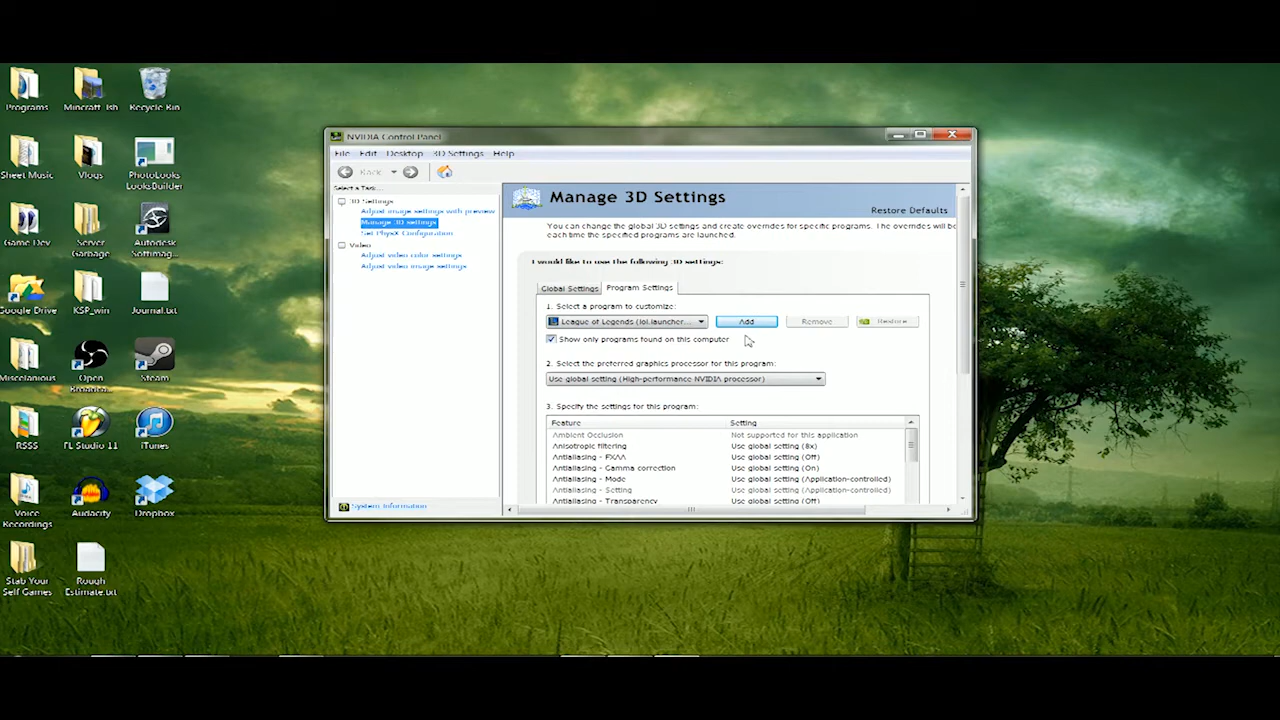 Programs
Mincraft_ish
Recycle Bin
Sheet Music
Vlogs
PhotoLooks
LooksBuilder
Game Dev
Server
Garbage
Autodesk
Softimag...
Google Drive
KSP_win
Journal.txt
Miscelanious
Open
Broadca...
Steam
RSSS
FL Studio 11
iTunes
Voice
Recordings
Audacity
Dropbox
Stab Your
Self Games
Rough
Estimate.txt
NVIDIA Control Panel
File Edit Desktop 3D Settings Help
Back
Select a Task...
3D Settings
Adjust image settings with preview
Manage 3D settings
Set PhysX Configuration
Video
Adjust video color settings
Adjust video image settings
System Information
Manage 3D Settings
Restore Defaults
You can change the global 3D settings and create overrides for specific programs. The overrides will be
each time the specified programs are launched.
I would like to use the following 3D settings:
Global Settings Program Settings
1. Select a program to customize:
League of Legends (lol.launcher... Add Remove Restore
Show only programs found on this computer
2. Select the preferred graphics processor for this program:
Use global setting (High-performance NVIDIA processor)
3. Specify the settings for this program:
Feature Setting
Ambient Occlusion Not supported for this application
Anisotropic filtering Use global setting (8x)
Antialiasing - FXAA Use global setting (Off)
Antialiasing - Gamma correction Use global setting (On)
Antialiasing - Mode Use global setting (Application-controlled)
Antialiasing - Setting Use global setting (Application-controlled)
Antialiasing - Transparency Use global setting (Off)